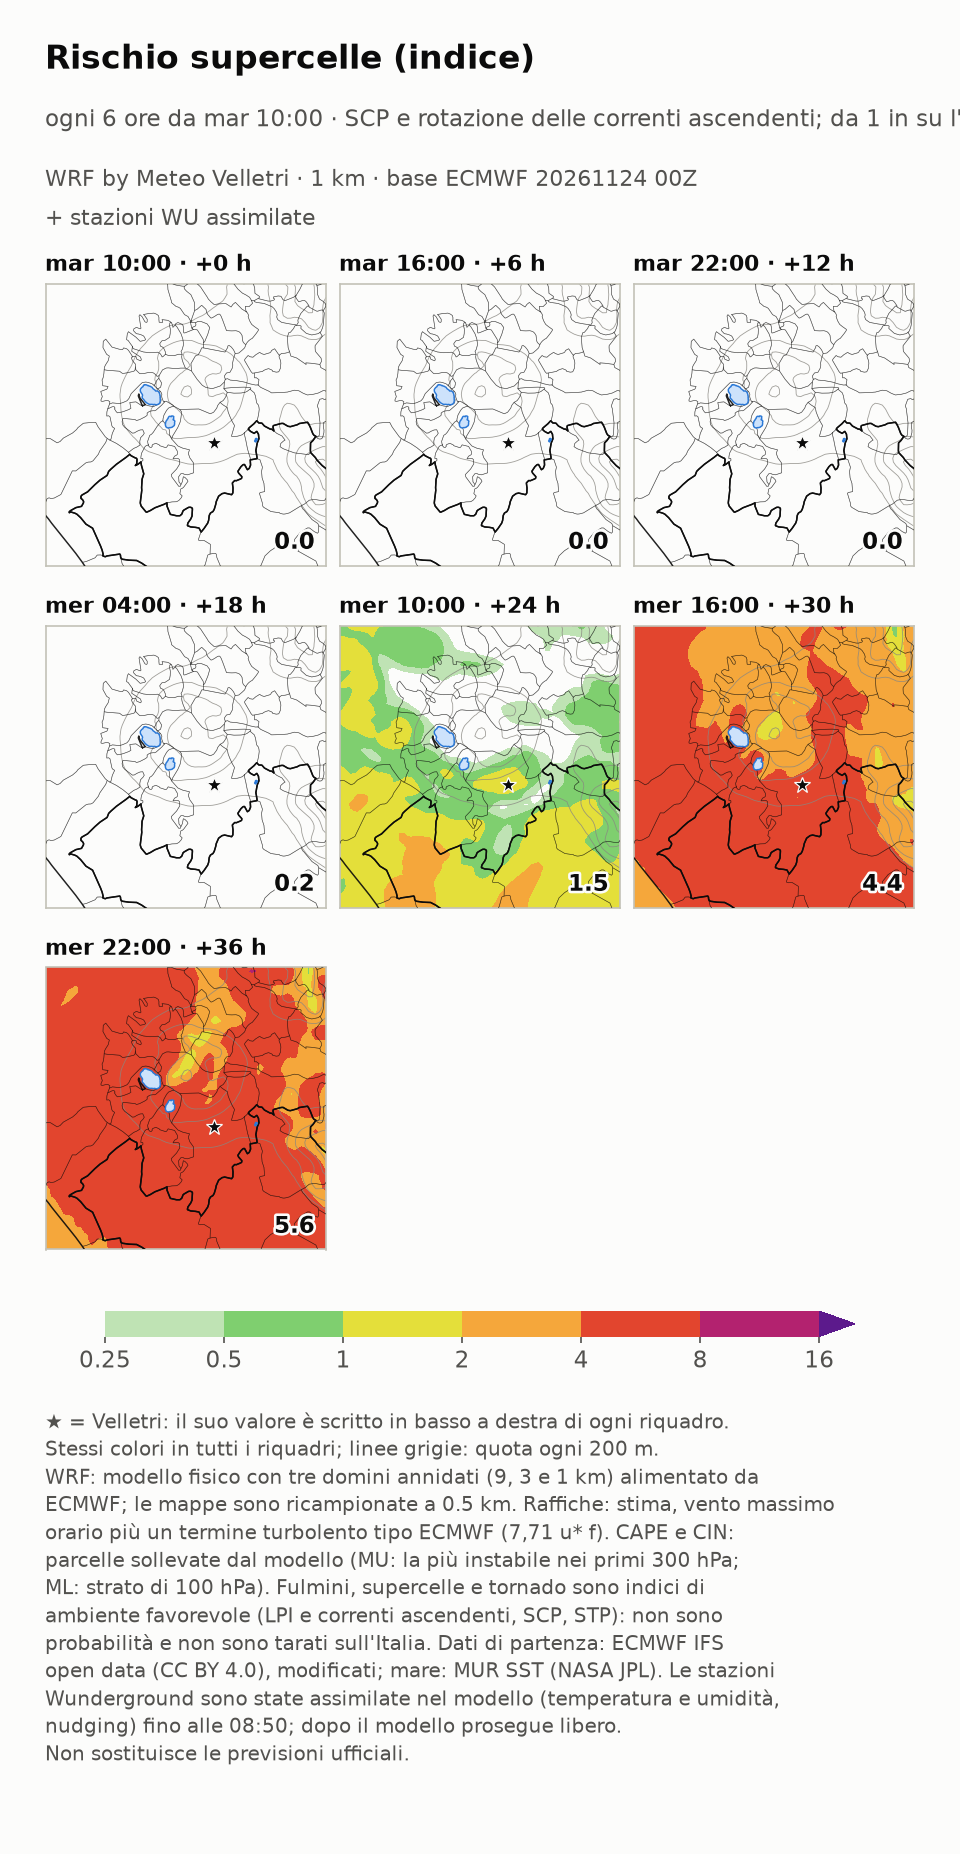 Rischio supercelle (indice)
ogni 6 ore da mar 10:00 · SCP e rotazione delle correnti ascendenti; da 1 in su l'
WRF by Meteo Velletri · 1 km · base ECMWF 20261124 00Z
+ stazioni WU assimilate
mar 10:00 · +0 h
mar 16:00 · +6 h
mar 22:00 · +12 h
0.0
0.0
0.0
mer 04:00 · +18 h
mer 10:00 · +24 h
mer 16:00 · +30 h
0.2
1.5
4.4
mer 22:00 · +36 h
5.6
0.25 0.5 1 2 4 8 16
★ = Velletri: il suo valore è scritto in basso a destra di ogni riquadro.
Stessi colori in tutti i riquadri; linee grigie: quota ogni 200 m.
WRF: modello fisico con tre domini annidati (9, 3 e 1 km) alimentato da
ECMWF; le mappe sono ricampionate a 0.5 km. Raffiche: stima, vento massimo
orario più un termine turbolento tipo ECMWF (7,71 u* f). CAPE e CIN:
parcelle sollevate dal modello (MU: la più instabile nei primi 300 hPa;
ML: strato di 100 hPa). Fulmini, supercelle e tornado sono indici di
ambiente favorevole (LPI e correnti ascendenti, SCP, STP): non sono
probabilità e non sono tarati sull'Italia. Dati di partenza: ECMWF IFS
open data (CC BY 4.0), modificati; mare: MUR SST (NASA JPL). Le stazioni
Wunderground sono state assimilate nel modello (temperatura e umidità,
nudging) fino alle 08:50; dopo il modello prosegue libero.
Non sostituisce le previsioni ufficiali.